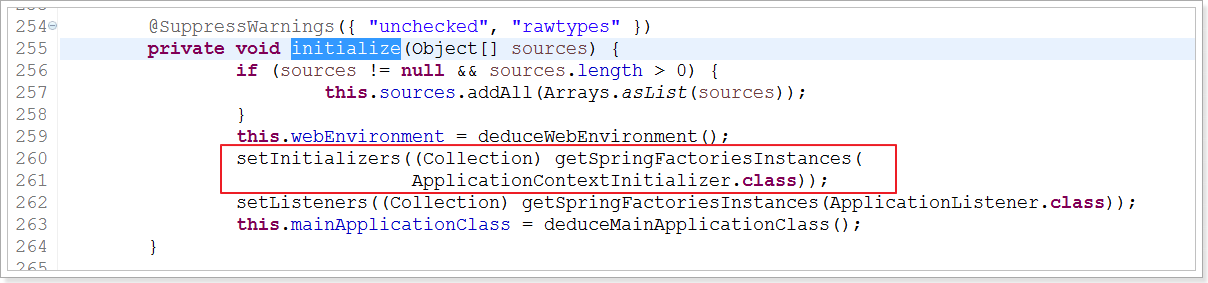 254 @SuppressWarnings({ "unchecked", "rawtypes" })
255 private void initialize(Object[] sources) {
256 if (sources != null && sources.length > 0) {
257 this.sources.addAll(Arrays.asList(sources));
258 }
259 this.webEnvironment = deduceWebEnvironment();
260 setInitializers((Collection) getSpringFactoriesInstances(
261 ApplicationContextInitializer.class));
262 setListeners((Collection) getSpringFactoriesInstances(ApplicationListener.class));
263 this.mainApplicationClass = deduceMainApplicationClass();
264 }